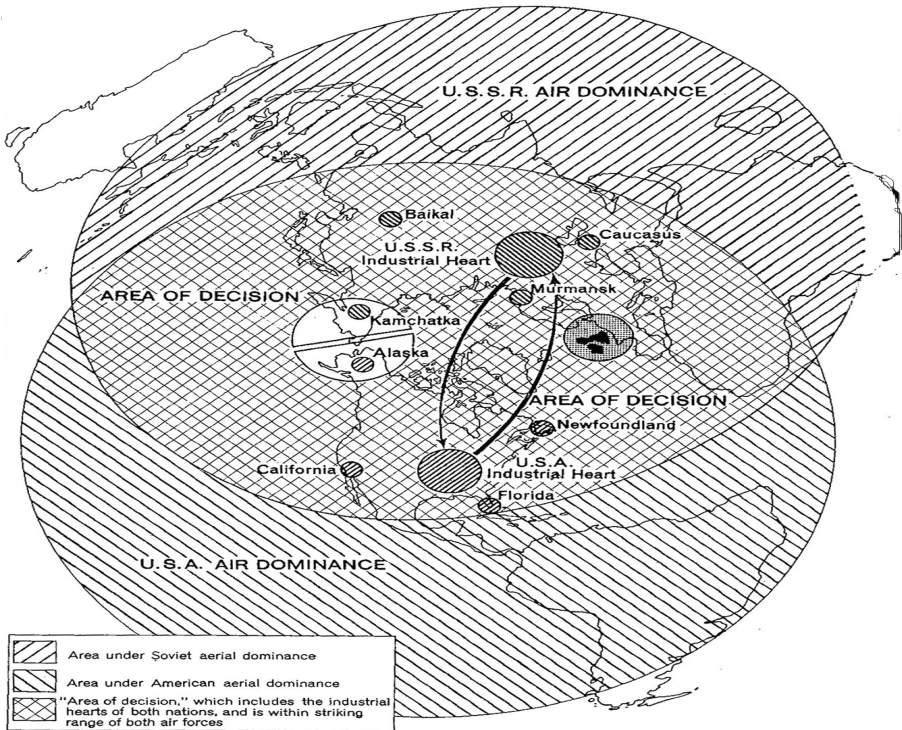 U.S.S.R. AIR DOMINANCE
Baikal
Caucasus
U.S.S.R.
Industrial Heart
Murmansk
AREA OF DECISION
Kamchatka
Alaska
AREA OF DECISION
Newfoundland
U.S.A.
Industrial Heart
California
Florida
U.S.A. AIR DOMINANCE
Area under Soviet aerial dominance
Area under American aerial dominance
"Area of decision," which includes the industrial
hearts of both nations, and is within striking
range of both air forces